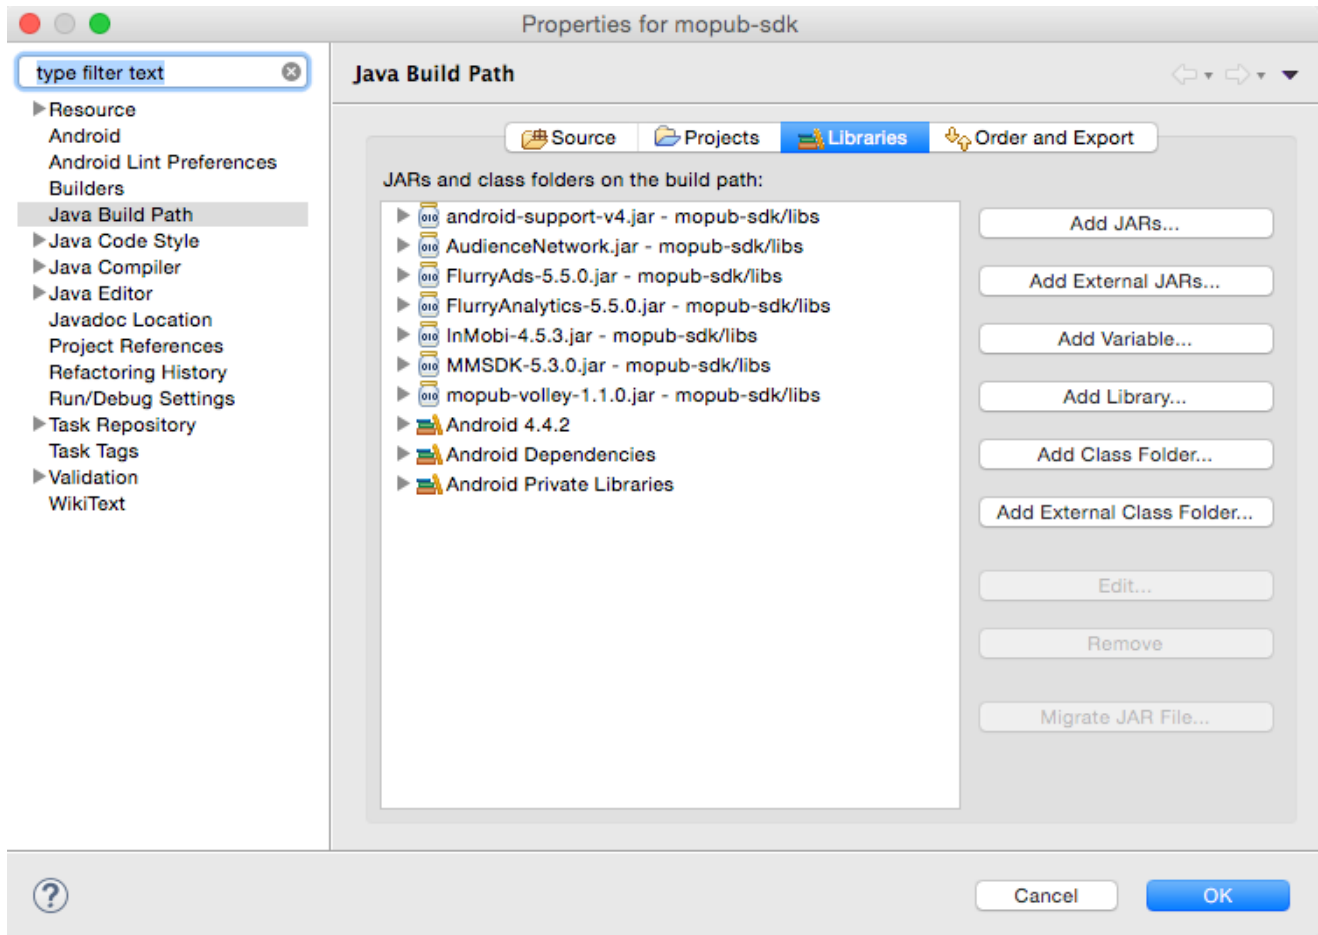 Properties for mopub-sdk
type filter text
Resource
Android
Android Lint Preferences
Builders
Java Build Path
Java Code Style
Java Compiler
Java Editor
Javadoc Location
Project References
Refactoring History
Run/Debug Settings
Task Repository
Task Tags
Validation
WikiText
Java Build Path
Source Projects Libraries Order and Export
JARs and class folders on the build path:
android-support-v4.jar - mopub-sdk/libs
AudienceNetwork.jar - mopub-sdk/libs
FlurryAds-5.5.0.jar - mopub-sdk/libs
FlurryAnalytics-5.5.0.jar - mopub-sdk/libs
InMobi-4.5.3.jar - mopub-sdk/libs
MMSDK-5.3.0.jar - mopub-sdk/libs
mopub-volley-1.1.0.jar - mopub-sdk/libs
Android 4.4.2
Android Dependencies
Android Private Libraries
Add JARs...
Add External JARs...
Add Variable...
Add Library...
Add Class Folder...
Add External Class Folder...
Edit...
Remove
Migrate JAR File...
?
Cancel OK